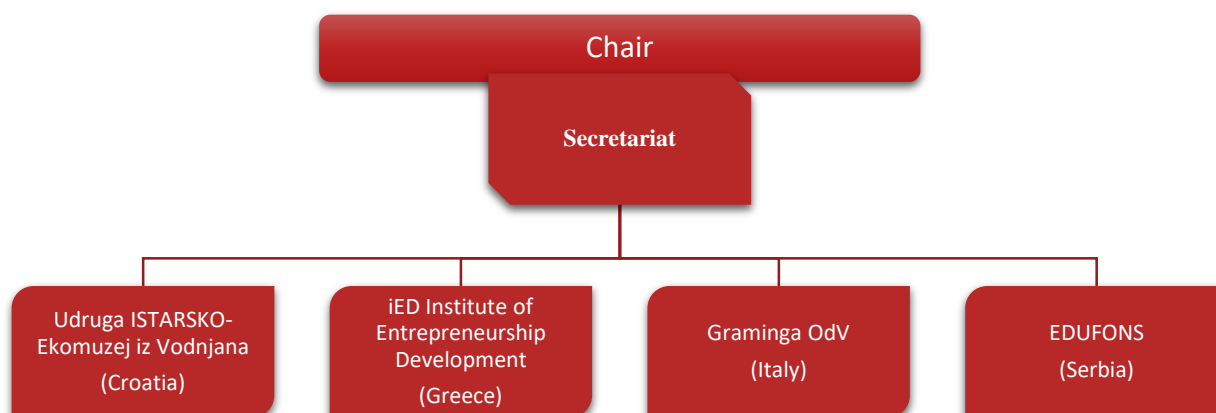 Chair
Secretariat
Udruga ISTARSKO-
Ekomuzej iz Vodnjana
(Croatia)
iED Institute of
Entrepreneurship
Development
(Greece)
Graminga OdV
(Italy)
EDUFONS
(Serbia)